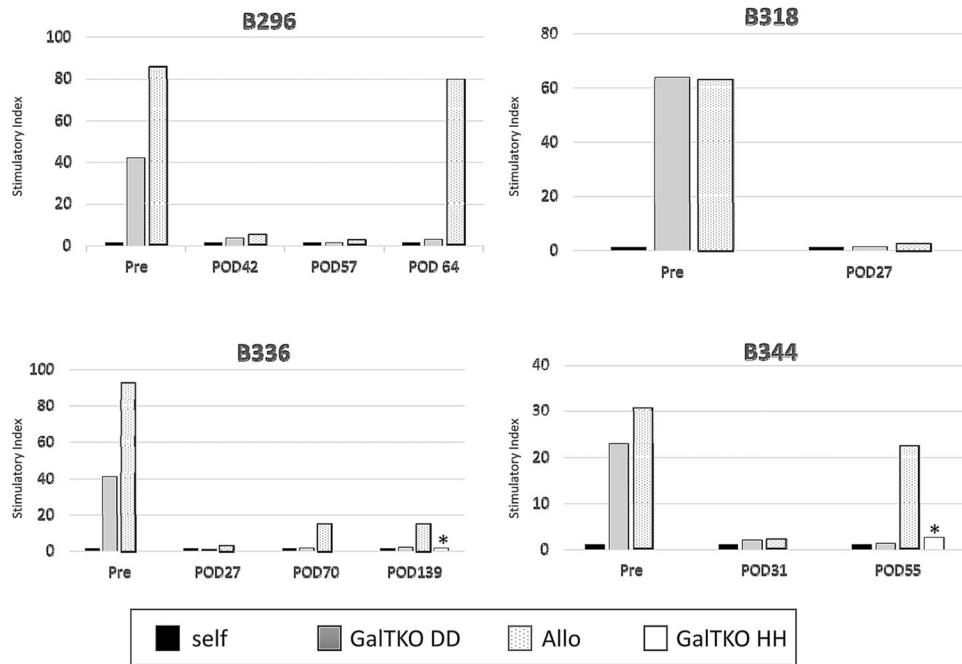 B296
Stimulatory Index
100
80
60
40
20
0
Pre POD42 POD57 POD 64
B318
Stimulatory Index
80
60
40
20
0
Pre POD27
B336
Stimulatory Index
100
80
60
40
20
0
*
Pre POD27 POD70 POD139
B344
Stimulatory Index
40
30
20
10
0
*
Pre POD31 POD55
self GalTKO DD Allo GalTKO HH